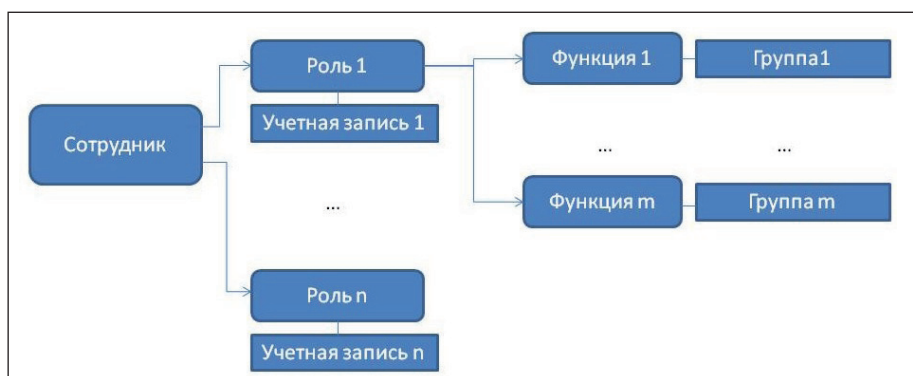 Роль 1
Функция 1
Группа1
Учетная запись 1
Сотрудник
...
...
...
Функция m
Группа m
Роль n
Учетная запись n